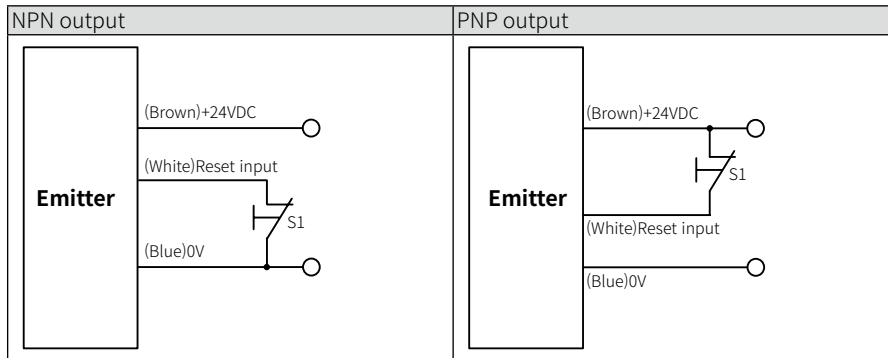 NPN output
(Brown)+24VDC
(White)Reset input
Emitter
S1
(Blue)0V
PNP output
(Brown)+24VDC
S1
Emitter
(White)Reset input
(Blue)0V